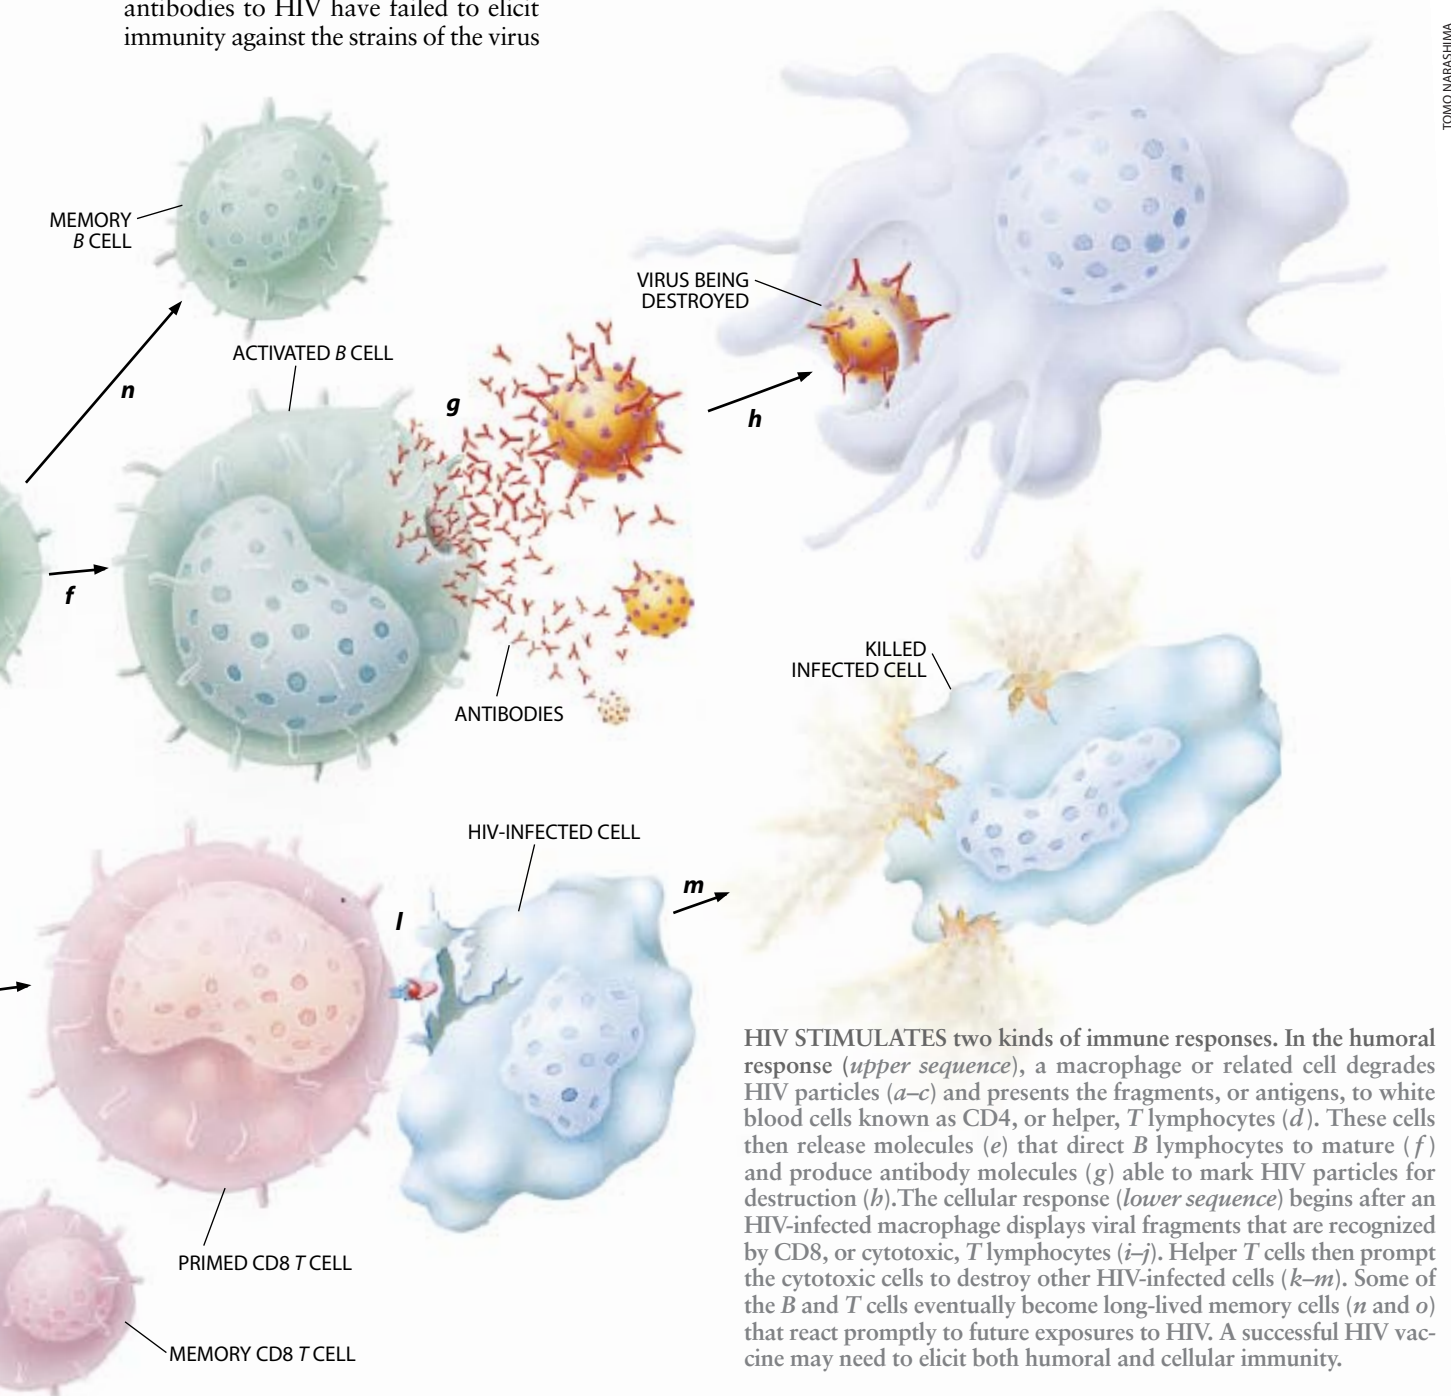 antibodies to HIV have failed to elicit
immunity against the strains of the virus
TOMO NARASHIMA
MEMORY
B CELL
VIRUS BEING
DESTROYED
ACTIVATED B CELL
n
g
h
f
KILLED
INFECTED CELL
ANTIBODIES
HIV-INFECTED CELL
m
l
HIV STIMULATES two kinds of immune responses. In the humoral
response (upper sequence), a macrophage or related cell degrades
HIV particles (a–c) and presents the fragments, or antigens, to white
blood cells known as CD4, or helper, T lymphocytes (d). These cells
then release molecules (e) that direct B lymphocytes to mature (f)
and produce antibody molecules (g) able to mark HIV particles for
destruction (h).The cellular response (lower sequence) begins after an
HIV-infected macrophage displays viral fragments that are recognized
by CD8, or cytotoxic, T lymphocytes (i–j). Helper T cells then prompt
the cytotoxic cells to destroy other HIV-infected cells (k–m). Some of
the B and T cells eventually become long-lived memory cells (n and o)
that react promptly to future exposures to HIV. A successful HIV vac-
cine may need to elicit both humoral and cellular immunity.
PRIMED CD8 T CELL
MEMORY CD8 T CELL